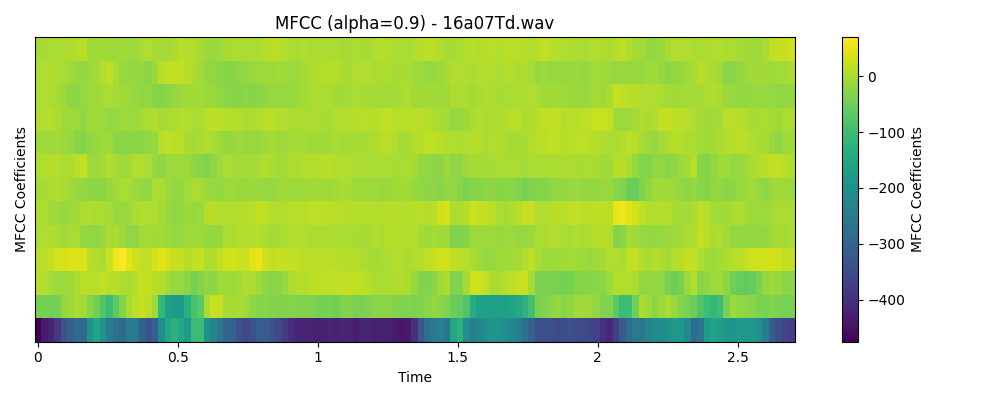 MFCC (alpha=0.9) - 16a07Td.wav
MFCC Coefficients
0
0.5
1
1.5
2
2.5
Time
0
−100
−200
−300
−400
MFCC Coefficients